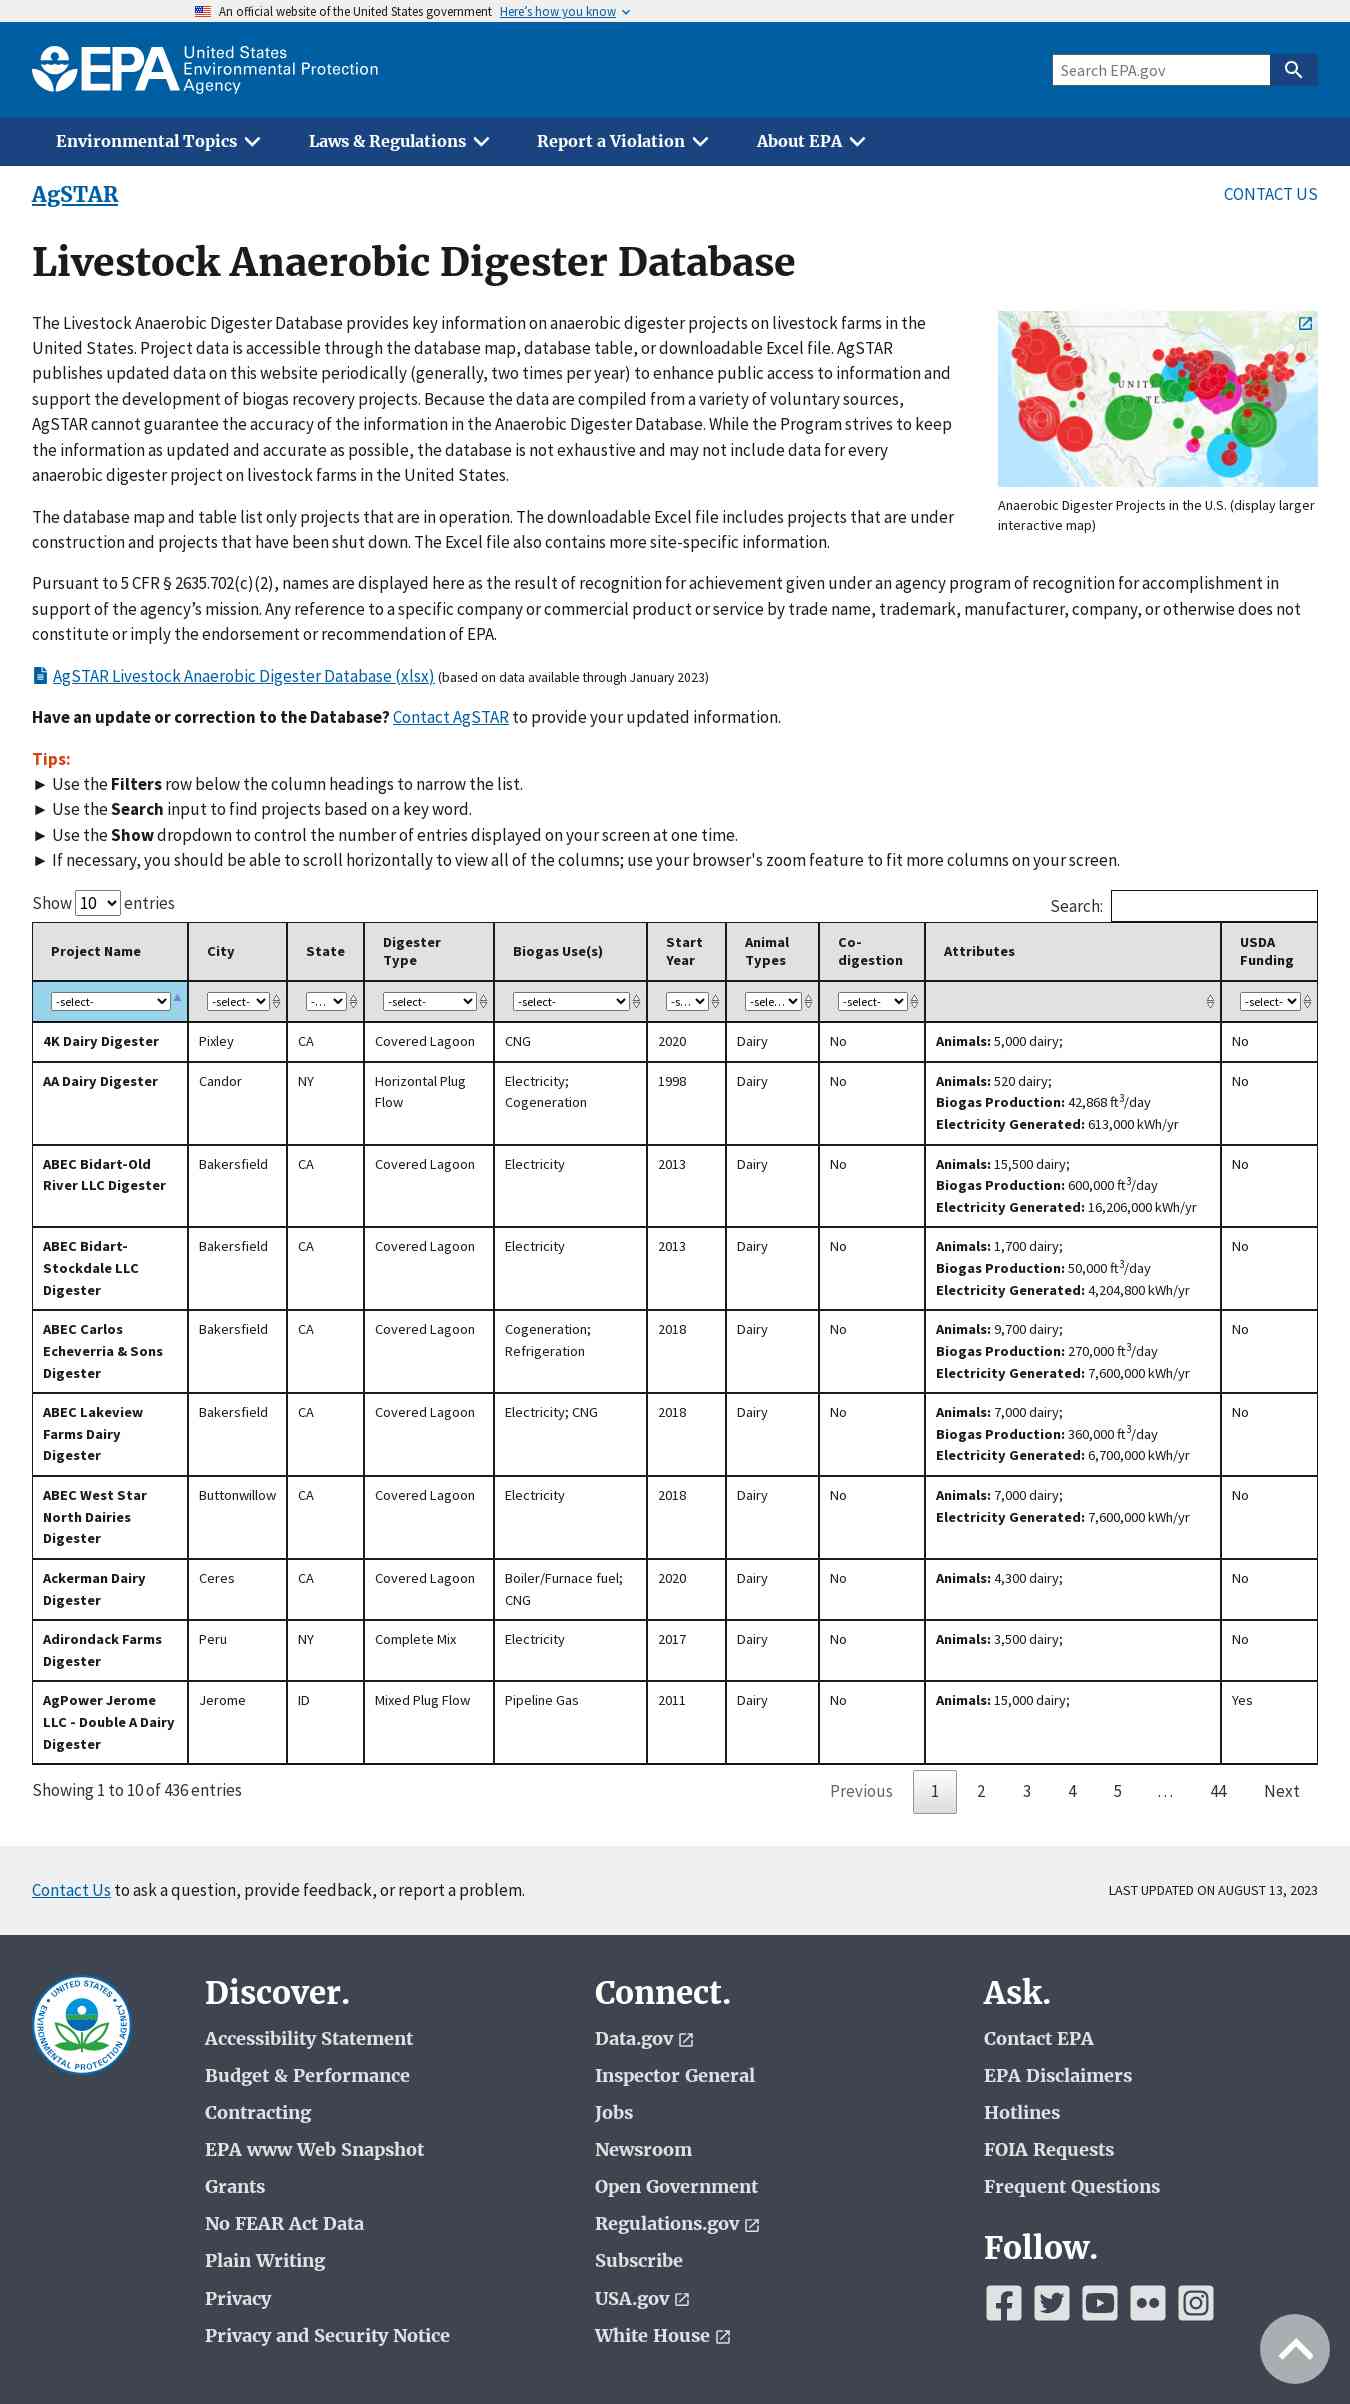 An official website of the United States government Here’s how you know
EPA United States
Environmental Protection
Agency
Search EPA.gov
Environmental Topics Laws & Regulations Report a Violation About EPA
AgSTAR CONTACT US
Livestock Anaerobic Digester Database
The Livestock Anaerobic Digester Database provides key information on anaerobic digester projects on livestock farms in the
United States. Project data is accessible through the database map, database table, or downloadable Excel file. AgSTAR
publishes updated data on this website periodically (generally, two times per year) to enhance public access to information and
support the development of biogas recovery projects. Because the data are compiled from a variety of voluntary sources,
AgSTAR cannot guarantee the accuracy of the information in the Anaerobic Digester Database. While the Program strives to keep
the information as updated and accurate as possible, the database is not exhaustive and may not include data for every
anaerobic digester project on livestock farms in the United States.
Anaerobic Digester Projects in the U.S. (display larger
interactive map)
The database map and table list only projects that are in operation. The downloadable Excel file includes projects that are under
construction and projects that have been shut down. The Excel file also contains more site-specific information.
Pursuant to 5 CFR § 2635.702(c)(2), names are displayed here as the result of recognition for achievement given under an agency program of recognition for accomplishment in
support of the agency’s mission. Any reference to a specific company or commercial product or service by trade name, trademark, manufacturer, company, or otherwise does not
constitute or imply the endorsement or recommendation of EPA.
AgSTAR Livestock Anaerobic Digester Database (xlsx) (based on data available through January 2023)
Have an update or correction to the Database? Contact AgSTAR to provide your updated information.
Tips:
► Use the Filters row below the column headings to narrow the list.
► Use the Search input to find projects based on a key word.
► Use the Show dropdown to control the number of entries displayed on your screen at one time.
► If necessary, you should be able to scroll horizontally to view all of the columns; use your browser's zoom feature to fit more columns on your screen.
Show 10 entries Search:
Project Name City State Digester Type Biogas Use(s) Start Year Animal Types Co-digestion Attributes USDA Funding
-select- -select- -... -select- -select- -s... -sele... -select- -select-
4K Dairy Digester Pixley CA Covered Lagoon CNG 2020 Dairy No Animals: 5,000 dairy; No
AA Dairy Digester Candor NY Horizontal Plug Electricity; 1998 Dairy No Animals: 520 dairy; No
Flow Cogeneration Biogas Production: 42,868 ft³/day
Electricity Generated: 613,000 kWh/yr
ABEC Bidart-Old Bakersfield CA Covered Lagoon Electricity 2013 Dairy No Animals: 15,500 dairy; No
River LLC Digester Biogas Production: 600,000 ft³/day
Electricity Generated: 16,206,000 kWh/yr
ABEC Bidart- Bakersfield CA Covered Lagoon Electricity 2013 Dairy No Animals: 1,700 dairy; No
Stockdale LLC Biogas Production: 50,000 ft³/day
Digester Electricity Generated: 4,204,800 kWh/yr
ABEC Carlos Bakersfield CA Covered Lagoon Cogeneration; 2018 Dairy No Animals: 9,700 dairy; No
Echeverria & Sons Refrigeration Biogas Production: 270,000 ft³/day
Digester Electricity Generated: 7,600,000 kWh/yr
ABEC Lakeview Bakersfield CA Covered Lagoon Electricity; CNG 2018 Dairy No Animals: 7,000 dairy; No
Farms Dairy Biogas Production: 360,000 ft³/day
Digester Electricity Generated: 6,700,000 kWh/yr
ABEC West Star Buttonwillow CA Covered Lagoon Electricity 2018 Dairy No Animals: 7,000 dairy; No
North Dairies Electricity Generated: 7,600,000 kWh/yr
Digester
Ackerman Dairy Ceres CA Covered Lagoon Boiler/Furnace fuel; 2020 Dairy No Animals: 4,300 dairy; No
Digester CNG
Adirondack Farms Peru NY Complete Mix Electricity 2017 Dairy No Animals: 3,500 dairy; No
Digester
AgPower Jerome Jerome ID Mixed Plug Flow Pipeline Gas 2011 Dairy No Animals: 15,000 dairy; Yes
LLC - Double A Dairy
Digester
Showing 1 to 10 of 436 entries Previous 1 2 3 4 5 … 44 Next
Contact Us to ask a question, provide feedback, or report a problem. LAST UPDATED ON AUGUST 13, 2023
UNITED STATES
ENVIRONMENTAL PROTECTION AGENCY
Discover.
Accessibility Statement
Budget & Performance
Contracting
EPA www Web Snapshot
Grants
No FEAR Act Data
Plain Writing
Privacy
Privacy and Security Notice
Connect.
Data.gov
Inspector General
Jobs
Newsroom
Open Government
Regulations.gov
Subscribe
USA.gov
White House
Ask.
Contact EPA
EPA Disclaimers
Hotlines
FOIA Requests
Frequent Questions
Follow.